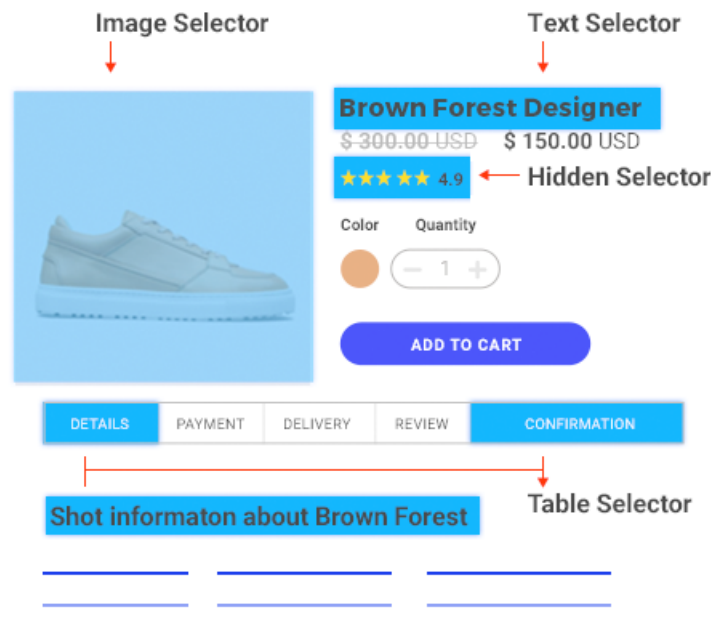 Image Selector
Text Selector
Brown Forest Designer
$ 300.00 USD $ 150.00 USD
4.9
Hidden Selector
Color Quantity
1
ADD TO CART
DETAILS PAYMENT DELIVERY REVIEW CONFIRMATION
Table Selector
Shot informaton about Brown Forest